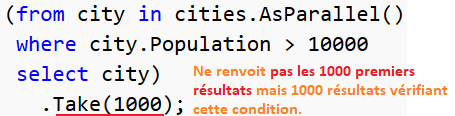 (from city in cities.AsParallel()
where city.Population > 10000
select city)
.Take(1000);
Ne renvoit pas les 1000 premiers
résultats mais 1000 résultats vérifiant
cette condition.